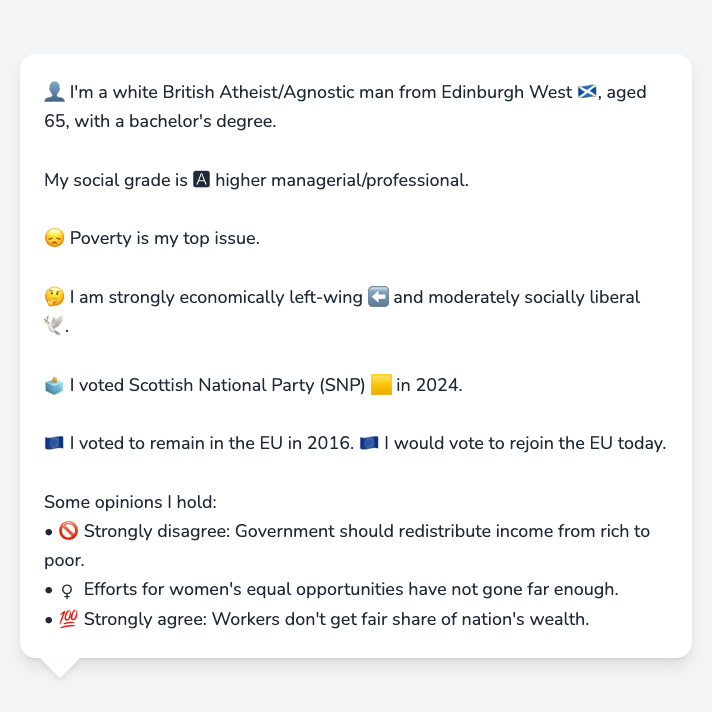 👤 I'm a white British Atheist/Agnostic man from Edinburgh West 🏴󠁧󠁢󠁳󠁣󠁴󠁿, aged
65, with a bachelor's degree.
My social grade is 🅰 higher managerial/professional.
😞 Poverty is my top issue.
🤔 I am strongly economically left-wing ⬅️ and moderately socially liberal
🕊️.
🗳️ I voted Scottish National Party (SNP) 🟨 in 2024.
🇪🇺 I voted to remain in the EU in 2016. 🇪🇺 I would vote to rejoin the EU today.
Some opinions I hold:
• 🚫 Strongly disagree: Government should redistribute income from rich to
poor.
• ♀ Efforts for women's equal opportunities have not gone far enough.
• 💯 Strongly agree: Workers don't get fair share of nation's wealth.